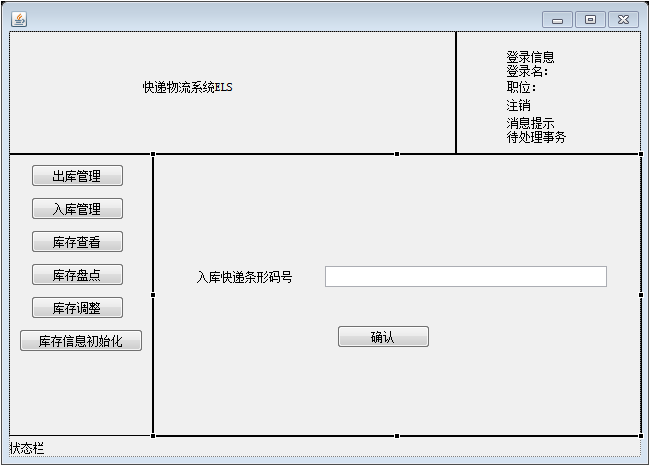 快递物流系统ELS
登录信息
登录名：
职位：
注销
消息提示
待处理事务
出库管理
入库管理
库存查看
库存盘点
库存调整
库存信息初始化
入库快递条形码号
确认
状态栏